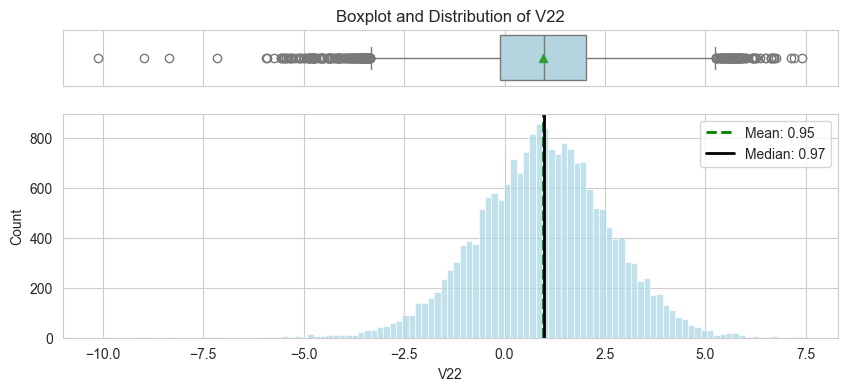 Boxplot and Distribution of V22
Mean: 0.95
Median: 0.97
800
600
400
200
0
Count
−10.0 −7.5 −5.0 −2.5 0.0 2.5 5.0 7.5
V22